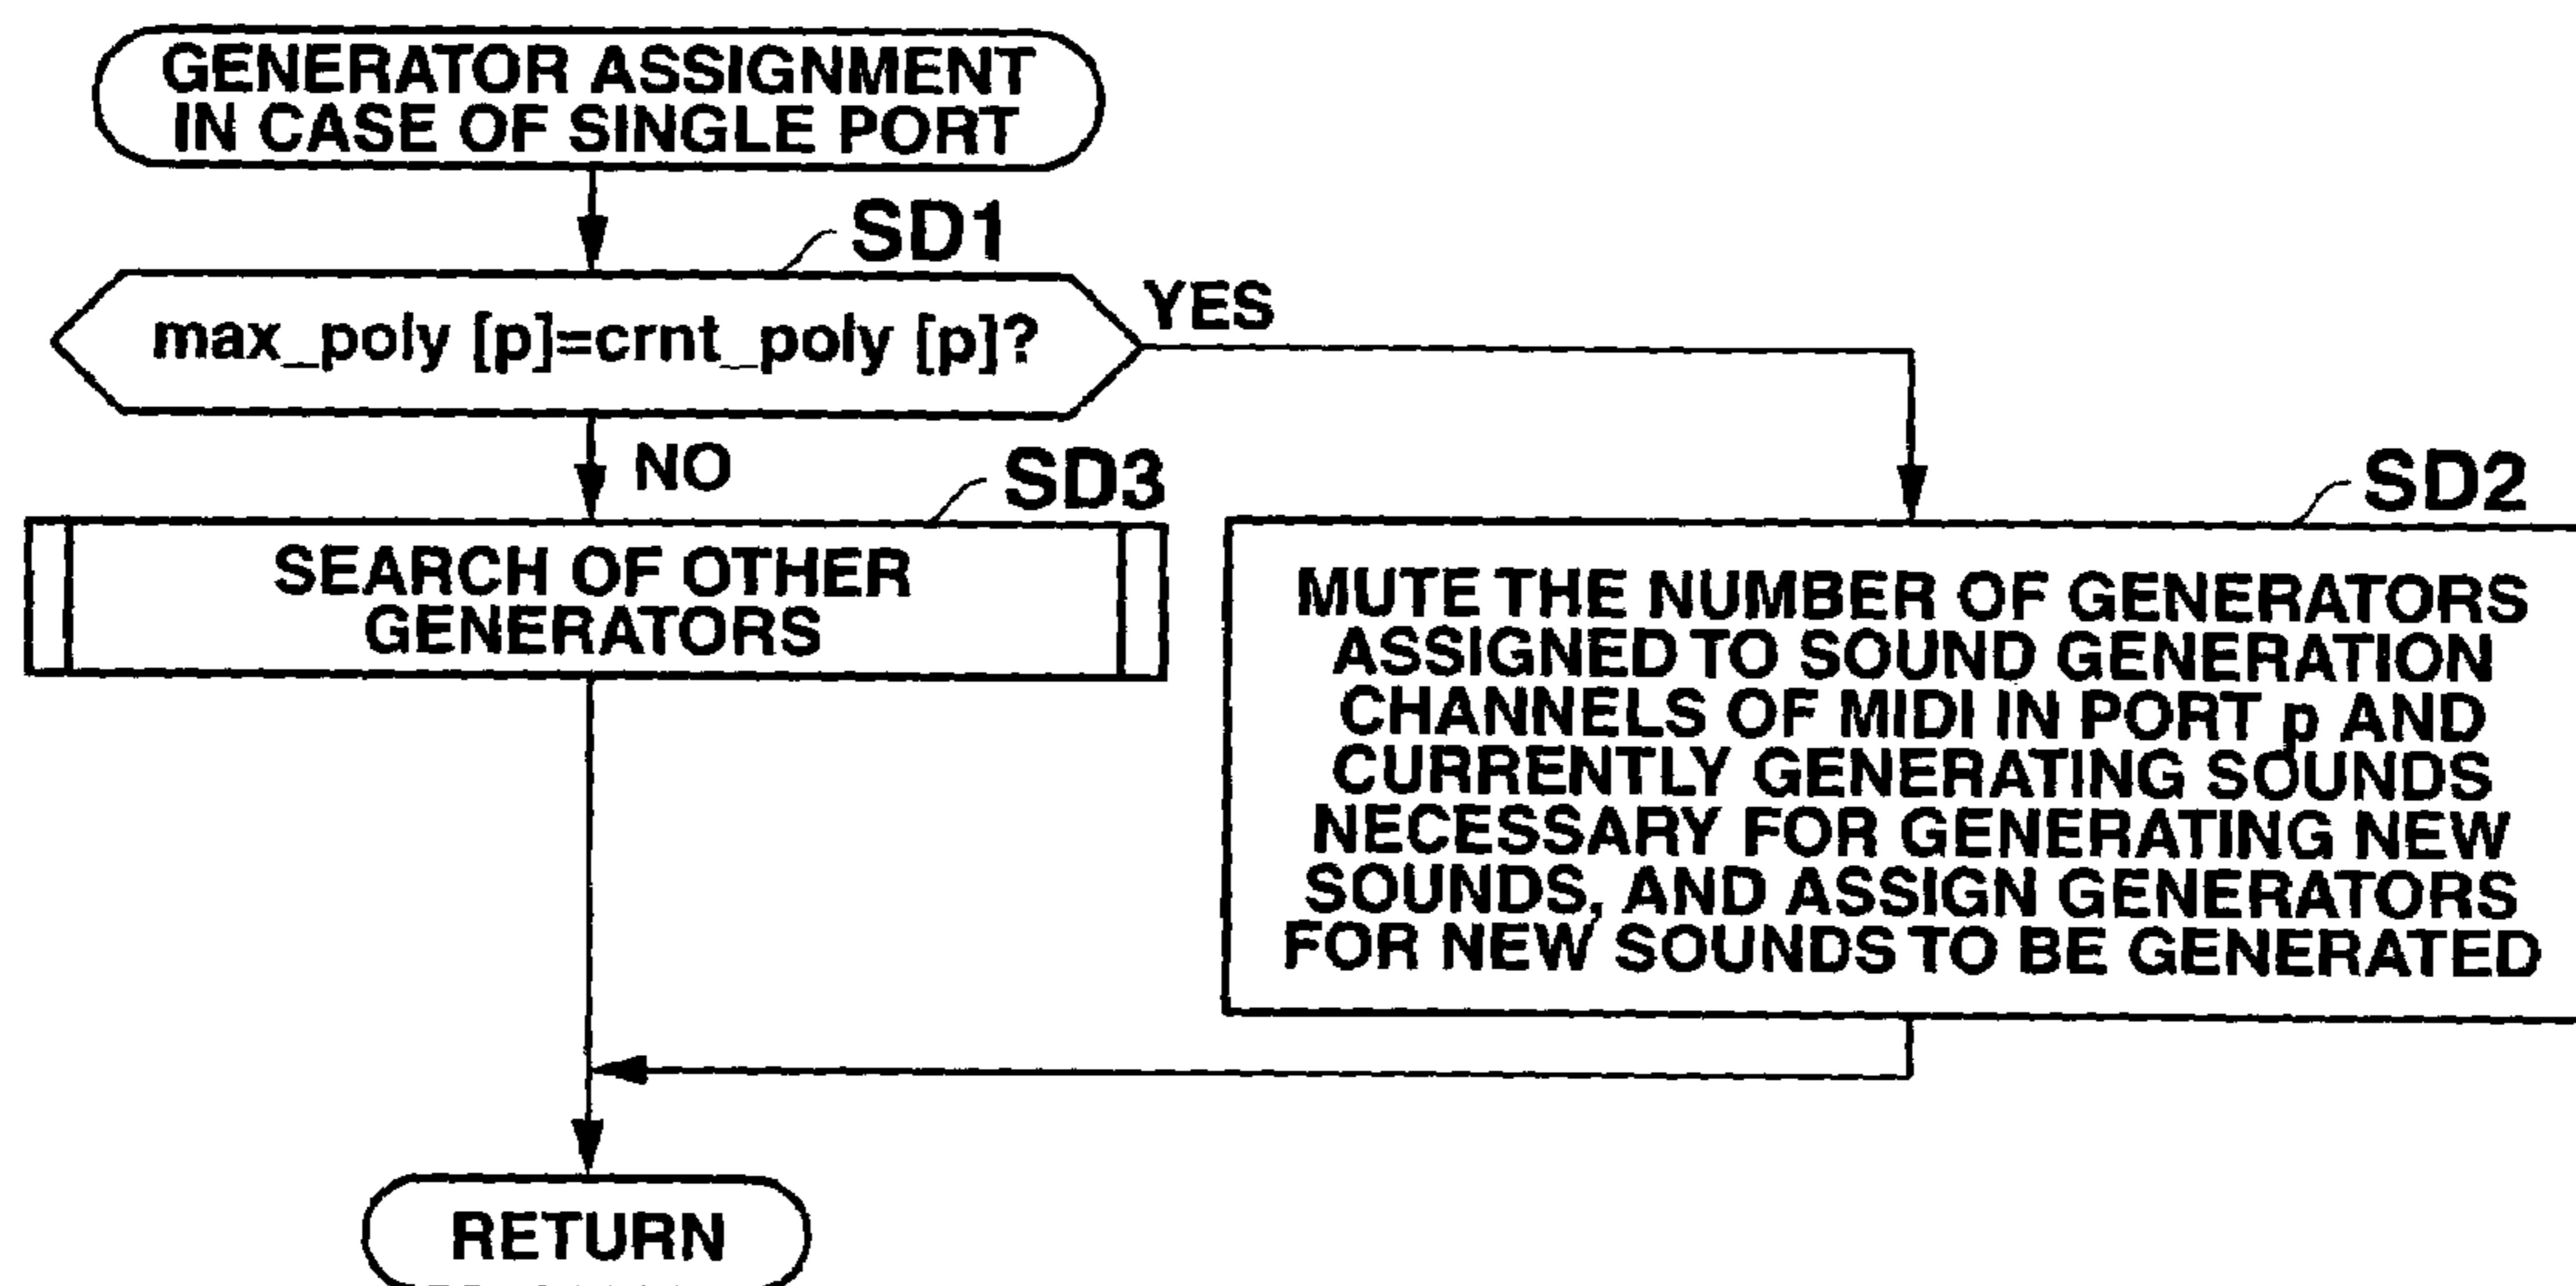 GENERATOR ASSIGNMENT
IN CASE OF SINGLE PORT
SD1
max_poly [p]=crnt_poly [p]?
YES
NO
SD3
SEARCH OF OTHER
GENERATORS
SD2
MUTE THE NUMBER OF GENERATORS
ASSIGNED TO SOUND GENERATION
CHANNELS OF MIDI IN PORT p AND
CURRENTLY GENERATING SOUNDS
NECESSARY FOR GENERATING NEW
SOUNDS, AND ASSIGN GENERATORS
FOR NEW SOUNDS TO BE GENERATED
RETURN